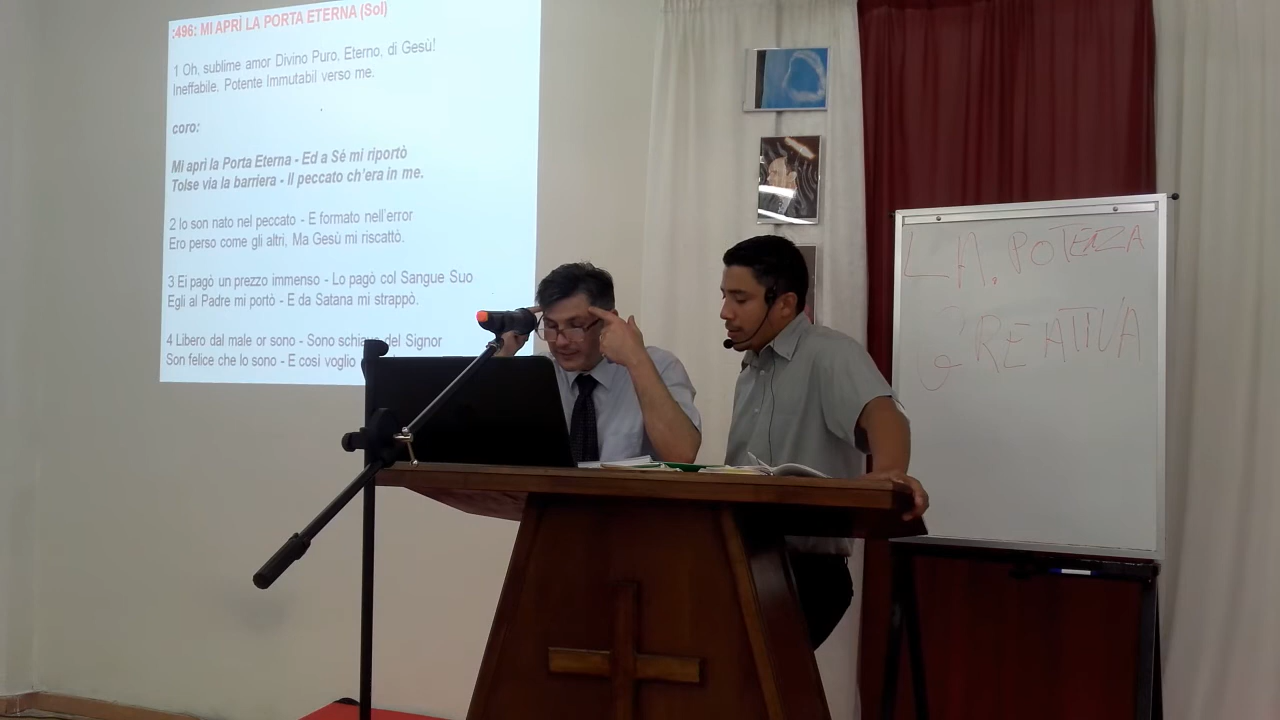 :496: MI APRÌ LA PORTA ETERNA (Sol)
1 Oh, sublime amor Divino Puro, Eterno, di Gesù!
Ineffabile, Potente Immutabil verso me.
coro:
Mi aprì la Porta Eterna - Ed a Sé mi riportò
Tolse via la barriera - Il peccato ch'era in me.
2 Io son nato nel peccato - E formato nell'error
Ero perso come gli altri, Ma Gesù mi riscattò.
3 Ei pagò un prezzo immenso - Lo pagò col Sangue Suo
Egli al Padre mi portò - E da Satana mi strappò.
4 Libero dal male or sono - Sono schiavo del Signor
Son felice che lo sono - E così voglio
LA POTENZA
CREATIVA